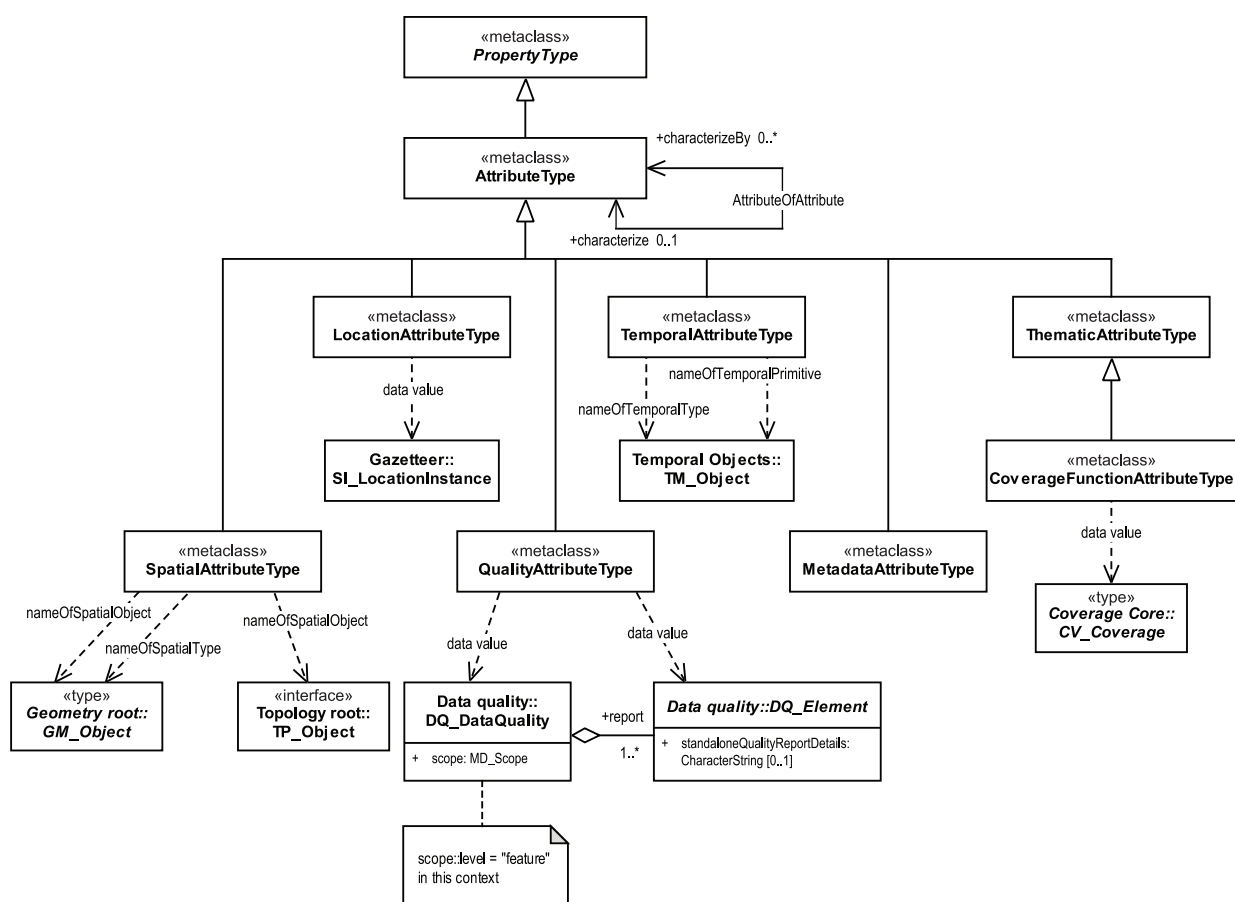 «metaclass»
PropertyType
+characterizeBy 0..*
«metaclass»
AttributeType
AttributeOfAttribute
+characterize 0..1
«metaclass»
LocationAttributeType
«metaclass»
TemporalAttributeType
«metaclass»
ThematicAttributeType
data value
nameOfTemporalPrimitive
nameOfTemporalType
Gazetteer::
SI_LocationInstance
Temporal Objects::
TM_Object
«metaclass»
CoverageFunctionAttributeType
data value
«metaclass»
SpatialAttributeType
«metaclass»
QualityAttributeType
«metaclass»
MetadataAttributeType
«type»
Coverage Core::
CV_Coverage
nameOfSpatialObject
nameOfSpatialType
nameOfSpatialObject
data value
data value
«type»
Geometry root::
GM_Object
«interface»
Topology root::
TP_Object
Data quality::
DQ_DataQuality
+ scope: MD_Scope
+report
1..*
Data quality::DQ_Element
+ standaloneQualityReportDetails:
CharacterString [0..1]
scope::level = "feature"
in this context